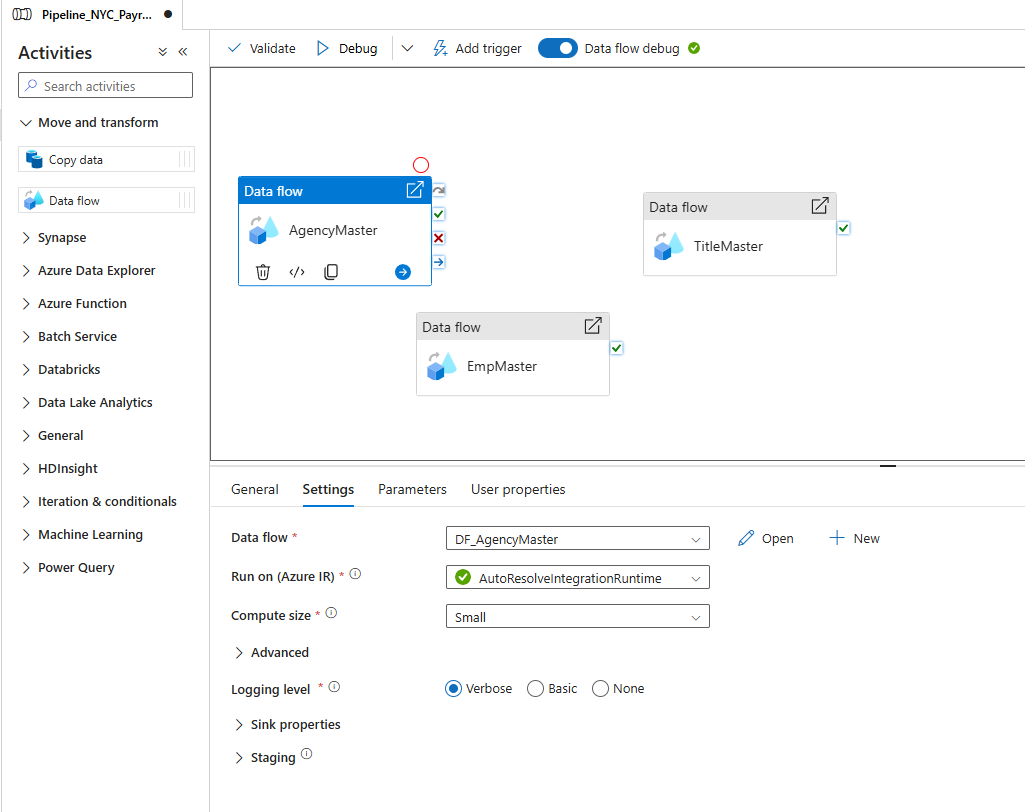 Pipeline_NYC_Payr...
Activities
Search activities
Move and transform
Copy data
Data flow
Synapse
Azure Data Explorer
Azure Function
Batch Service
Databricks
Data Lake Analytics
General
HDInsight
Iteration & conditionals
Machine Learning
Power Query
Validate
Debug
Add trigger
Data flow debug
Data flow
AgencyMaster
Data flow
TitleMaster
Data flow
EmpMaster
General
Settings
Parameters
User properties
Data flow *
DF_AgencyMaster
Open
New
Run on (Azure IR) *
AutoResolveIntegrationRuntime
Compute size *
Small
Advanced
Logging level *
Verbose
Basic
None
Sink properties
Staging